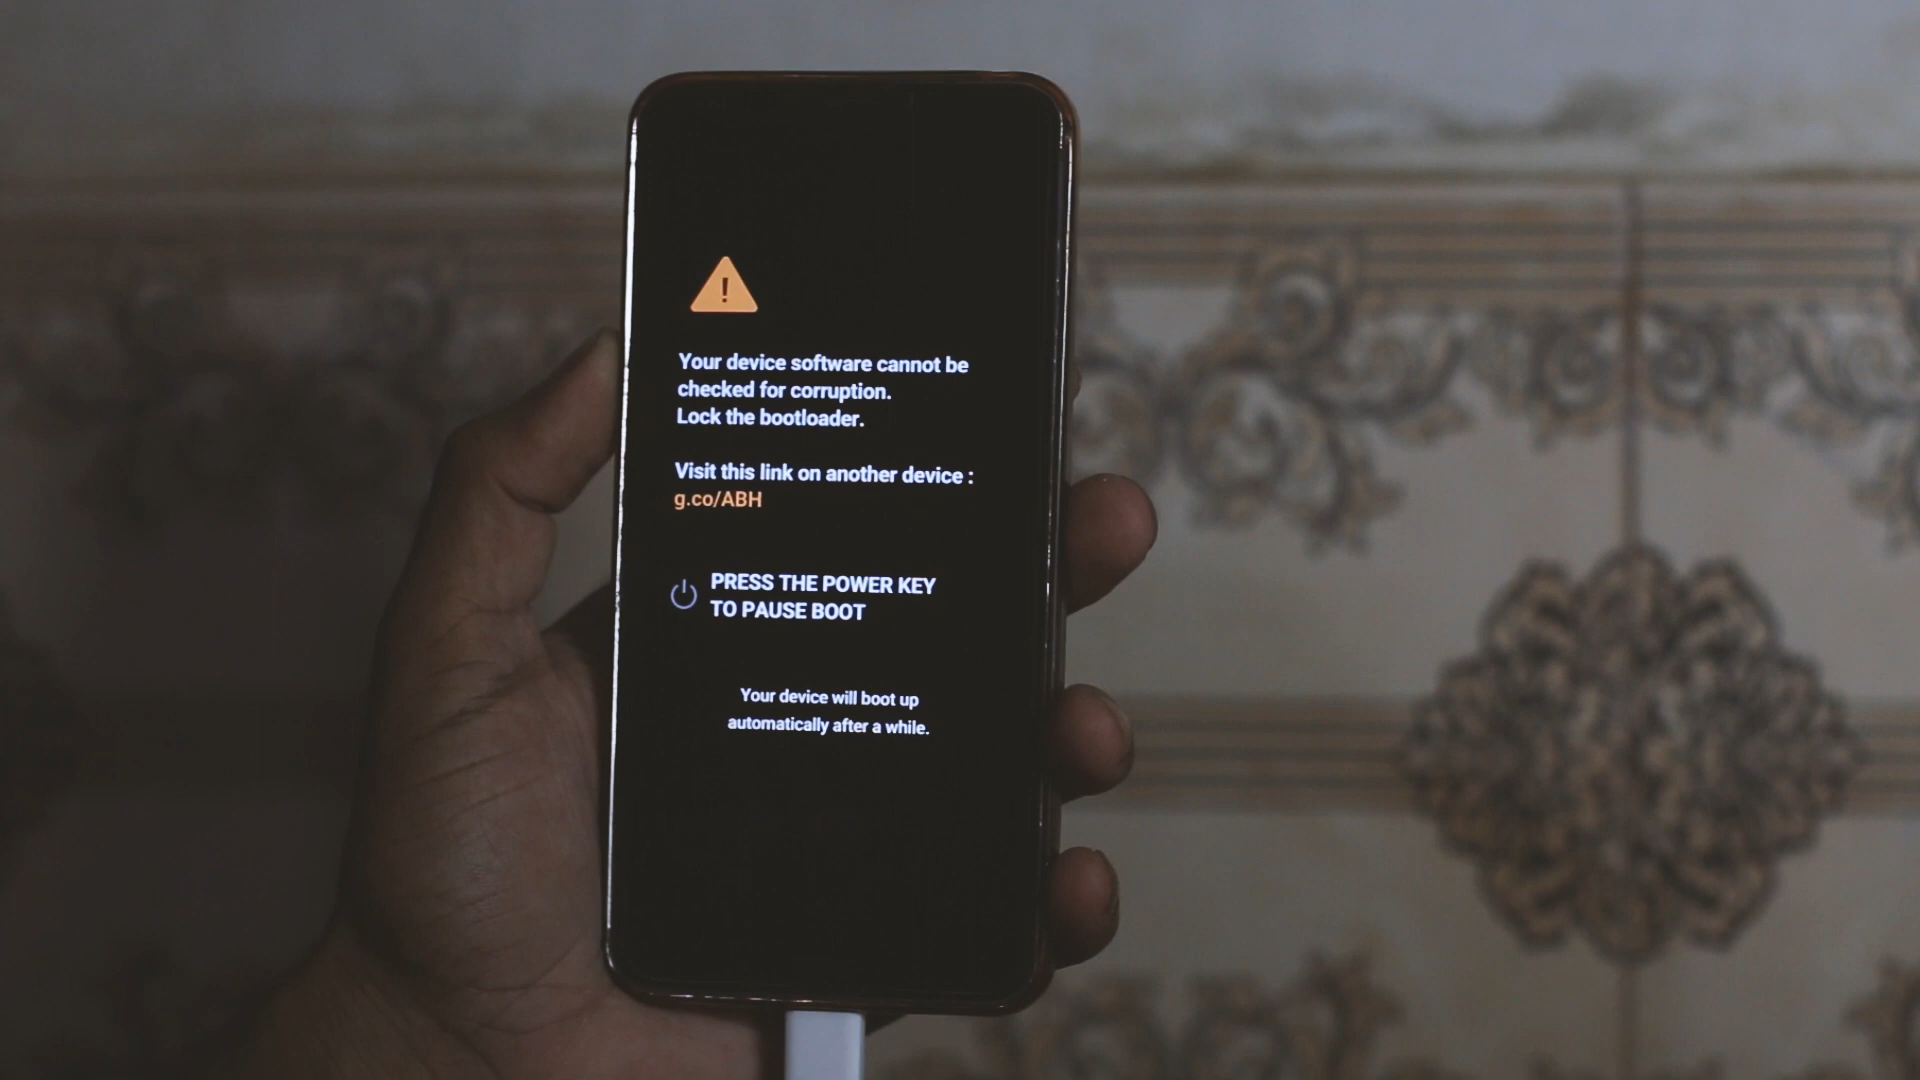 Your device software cannot be
checked for corruption.
Lock the bootloader.
Visit this link on another device :
g.co/ABH
PRESS THE POWER KEY
TO PAUSE BOOT
Your device will boot up
automatically after a while.